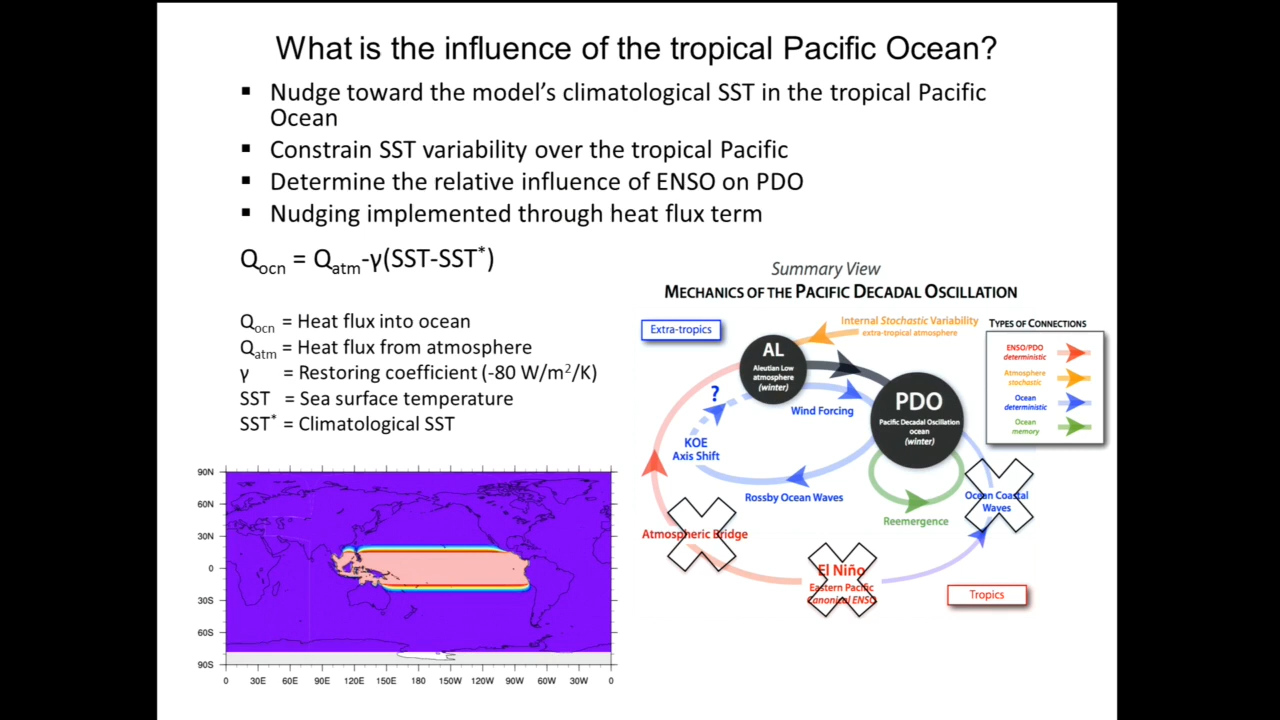 What is the influence of the tropical Pacific Ocean?
▪ Nudge toward the model's climatological SST in the tropical Pacific
Ocean
▪ Constrain SST variability over the tropical Pacific
▪ Determine the relative influence of ENSO on PDO
▪ Nudging implemented through heat flux term
Qocn = Qatm-γ(SST-SST*)
Qocn = Heat flux into ocean
Qatm = Heat flux from atmosphere
γ = Restoring coefficient (-80 W/m²/K)
SST = Sea surface temperature
SST* = Climatological SST
Summary View
MECHANICS OF THE PACIFIC DECADAL OSCILLATION
Extra-tropics
Internal Stochastic Variability
extra-tropical atmosphere
TYPES OF CONNECTIONS
ENSO/PDO
deterministic
Atmosphere
stochastic
Ocean
deterministic
Ocean
memory
AL
Aleutian Low
atmosphere
(winter)
?
Wind Forcing
PDO
Pacific Decadal Oscillation
ocean
(winter)
KOE
Axis Shift
Rossby Ocean Waves
Reemergence
Ocean Coastal
Waves
Atmospheric Bridge
El Niño
Eastern Pacific
Canonical ENSO
Tropics
90N
60N
30N
0
30S
60S
90S
0 30E 60E 90E 120E 150E 180 150W 120W 90W 60W 30W 0